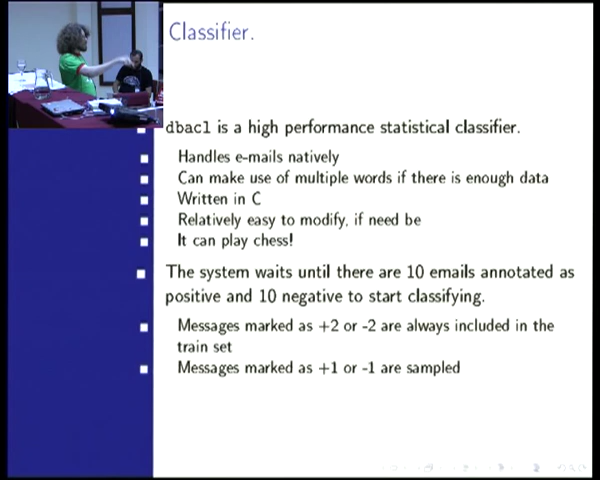 Classifier.
dbacl is a high performance statistical classifier.
Handles e-mails natively
Can make use of multiple words if there is enough data
Written in C
Relatively easy to modify, if need be
It can play chess!
The system waits until there are 10 emails annotated as
positive and 10 negative to start classifying.
Messages marked as +2 or -2 are always included in the
train set
Messages marked as +1 or -1 are sampled